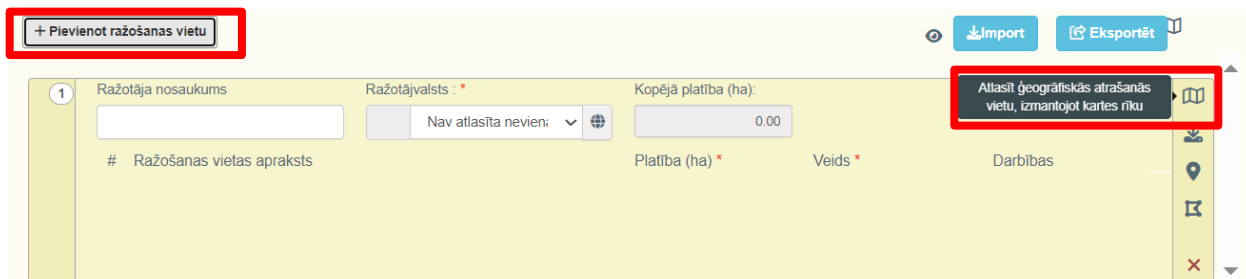 + Pievienot ražošanas vietu
Import
Eksportēt
1
Ražotāja nosaukums
Ražotājvalsts : *
Kopējā platība (ha):
Atlasīt ģeogrāfiskās atrašanās
vietu, izmantojot kartes rīku
Nav atlasīta neviena
0.00
# Ražošanas vietas apraksts
Platība (ha) *
Veids *
Darbības